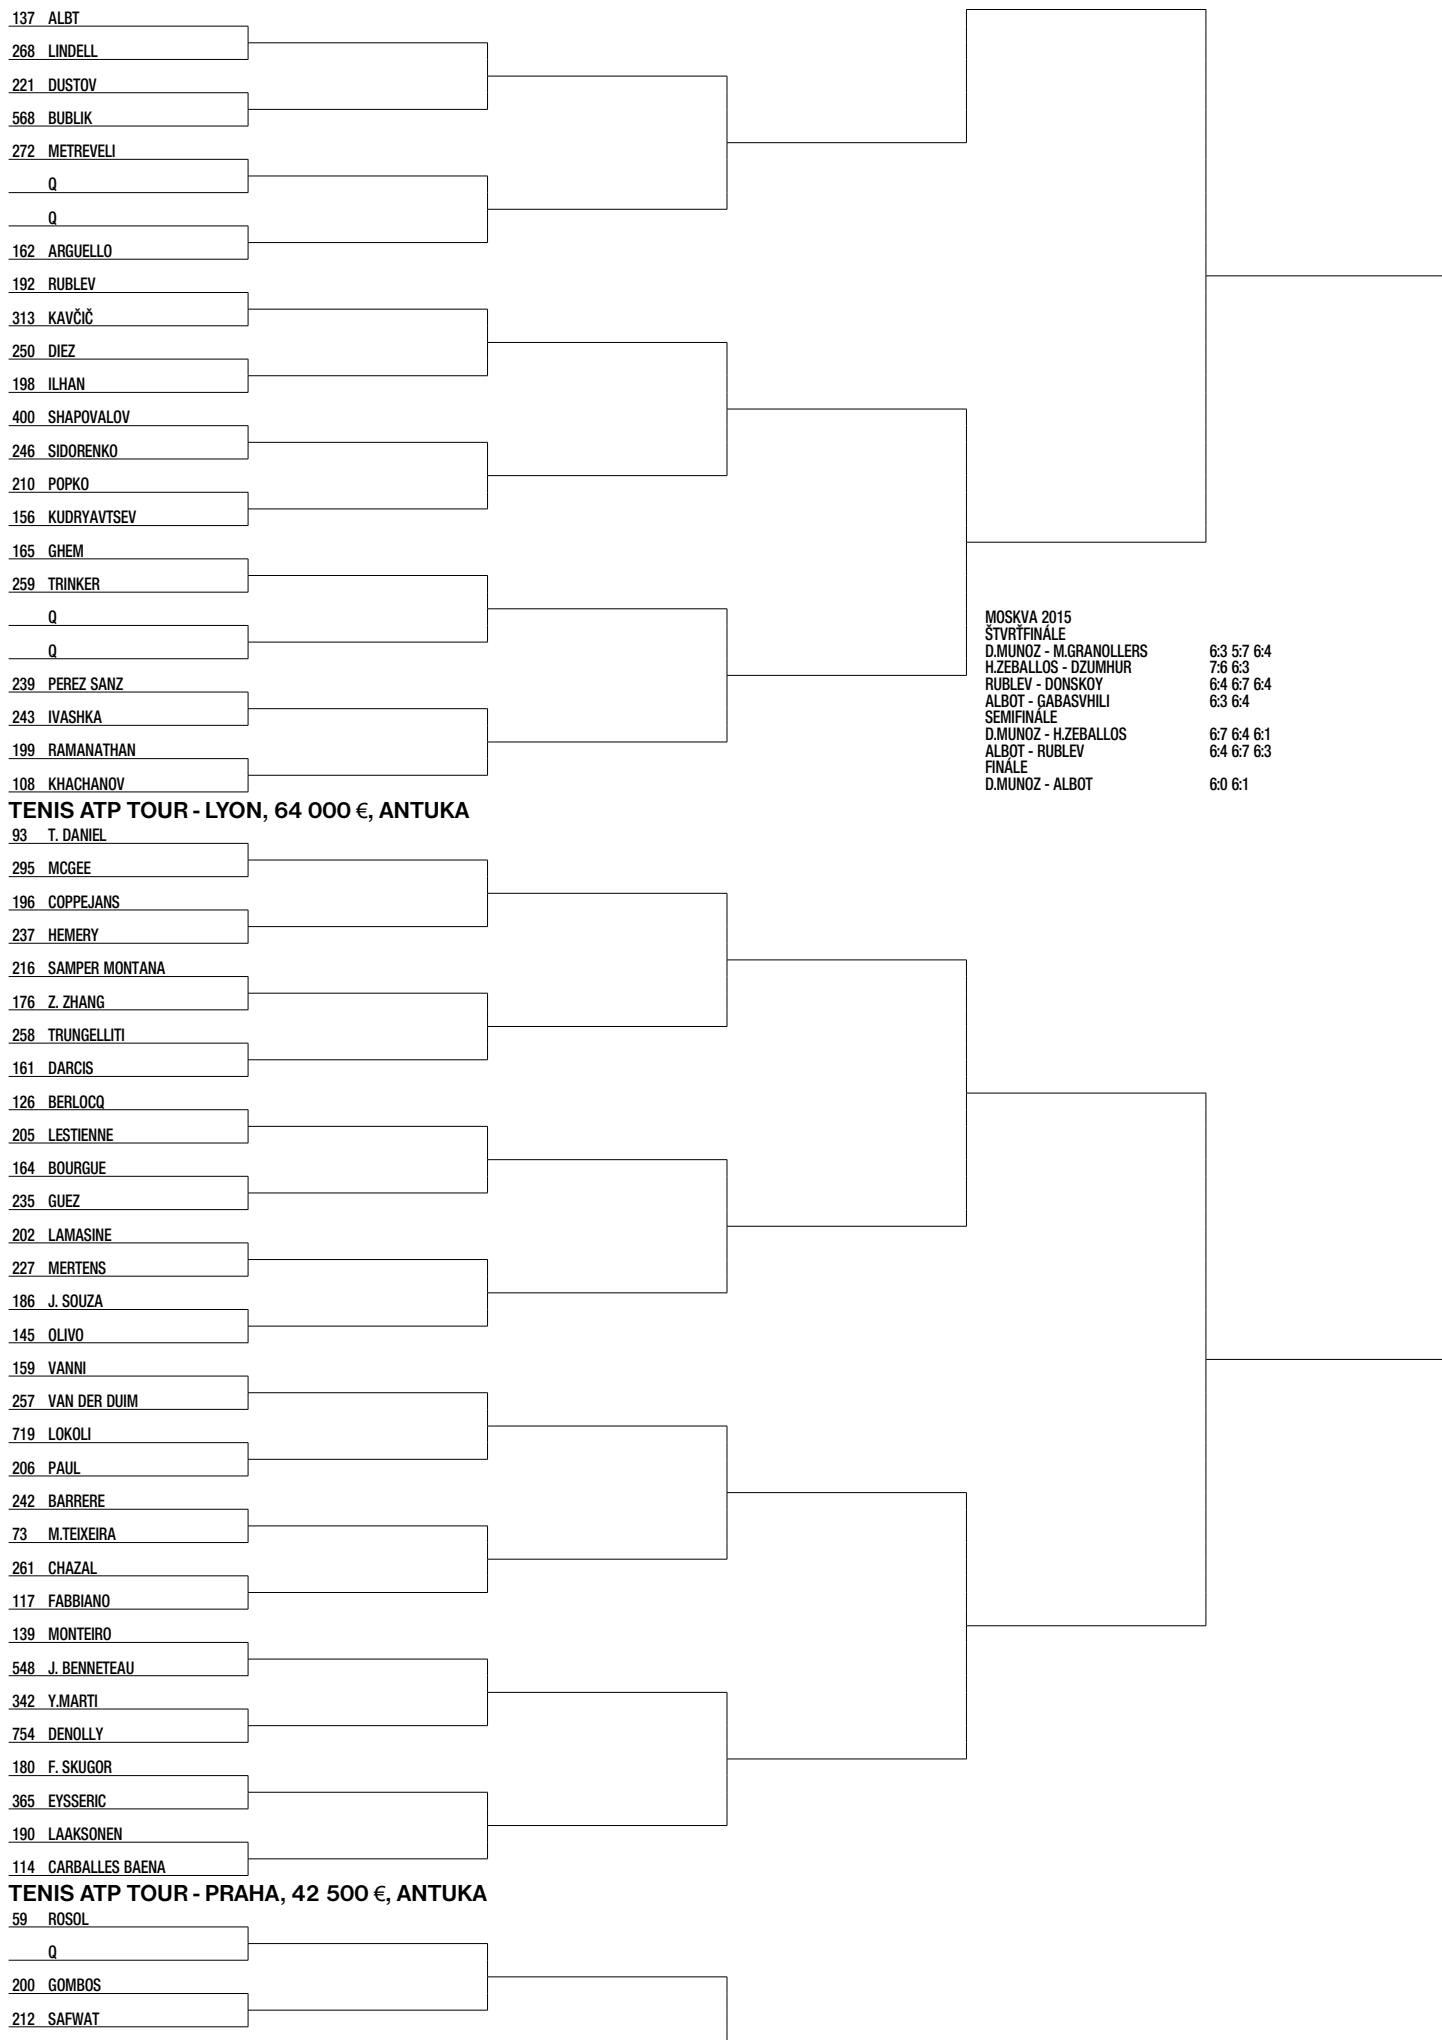 137 ALBT
268 LINDELL
221 DUSTOV
568 BUBLIK
272 METREVELI
Q
Q
162 ARGUELLO
192 RUBLEV
313 KAVČIČ
250 DIEZ
198 ILHAN
400 SHAPOVALOV
246 SIDORENKO
210 POPKO
156 KUDRYAVTSEV
165 GHEM
259 TRINKER
Q
Q
239 PEREZ SANZ
243 IVASHKA
199 RAMANATHAN
108 KHACHANOV
MOSKVA 2015
ŠTVRŤFINÁLE
D.MUNOZ - M.GRANOLLERS 6:3 5:7 6:4
H.ZEBALLOS - DZUMHUR 7:6 6:3
RUBLEV - DONSKOY 6:4 6:7 6:4
ALBOT - GABASVHILI 6:3 6:4
SEMIFINÁLE
D.MUNOZ - H.ZEBALLOS 6:7 6:4 6:1
ALBOT - RUBLEV 6:4 6:7 6:3
FINÁLE
D.MUNOZ - ALBOT 6:0 6:1
TENIS ATP TOUR - LYON, 64 000 €, ANTUKA
93 T. DANIEL
295 MCGEE
196 COPPEJANS
237 HEMERY
216 SAMPER MONTANA
176 Z. ZHANG
258 TRUNGELLITI
161 DARCIS
126 BERLOCQ
205 LESTIENNE
164 BOURGUE
235 GUEZ
202 LAMASINE
227 MERTENS
186 J. SOUZA
145 OLIVO
159 VANNI
257 VAN DER DUIM
719 LOKOLI
206 PAUL
242 BARRERE
73 M.TEIXEIRA
261 CHAZAL
117 FABBIANO
139 MONTEIRO
548 J. BENNETEAU
342 Y.MARTI
754 DENOLLY
180 F. SKUGOR
365 EYSSERIC
190 LAAKSONEN
114 CARBALLES BAENA
TENIS ATP TOUR - PRAHA, 42 500 €, ANTUKA
59 ROSOL
Q
200 GOMBOS
212 SAFWAT